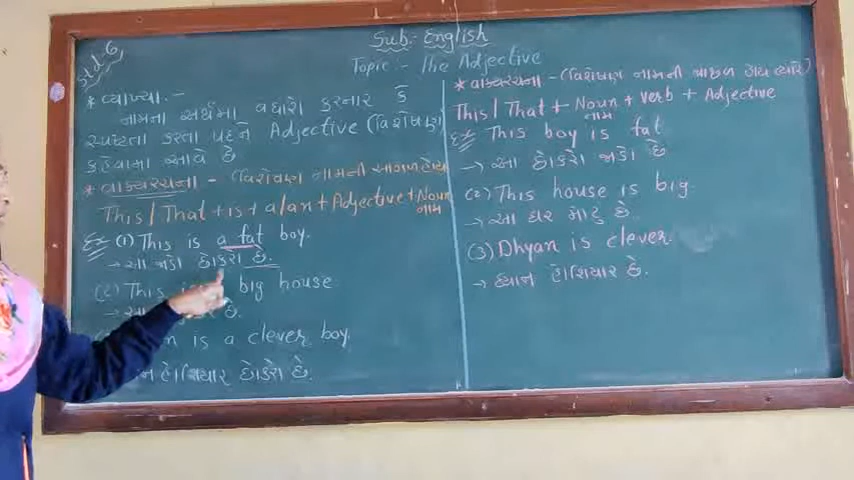 Std-6
Sub:- English
Topic:- The Adjective
* વ્યાખ્યા.-
નામના અર્થમાં વધારો કરનાર કે
સ્પષ્ટતા કરતા પદને Adjective (વિશેષણ)
કહેવામાં આવે છે
* વાક્યરચના - (વિશેષણ નામની આગળ હોય
This / That + is + a/an + Adjective + Noun
નામ
Ex (1) This is a fat boy.
→ આ જાડો છોકરો છે.
(2) This big house
→ છે.
is a clever boy.
હોંશિયાર છોકરો છે.
* વાક્યરચના - (વિશેષણ નામની પાછળ હોય ત્યારે)
This / That + Noun + verb + Adjective
નામ
Ex This boy is fat
→ આ છોકરો જાડો છે
(2) This house is big.
→ આ ઘર મોટુ છે.
(3) Dhyan is clever.
→ ધ્યાન હોંશિયાર છે.